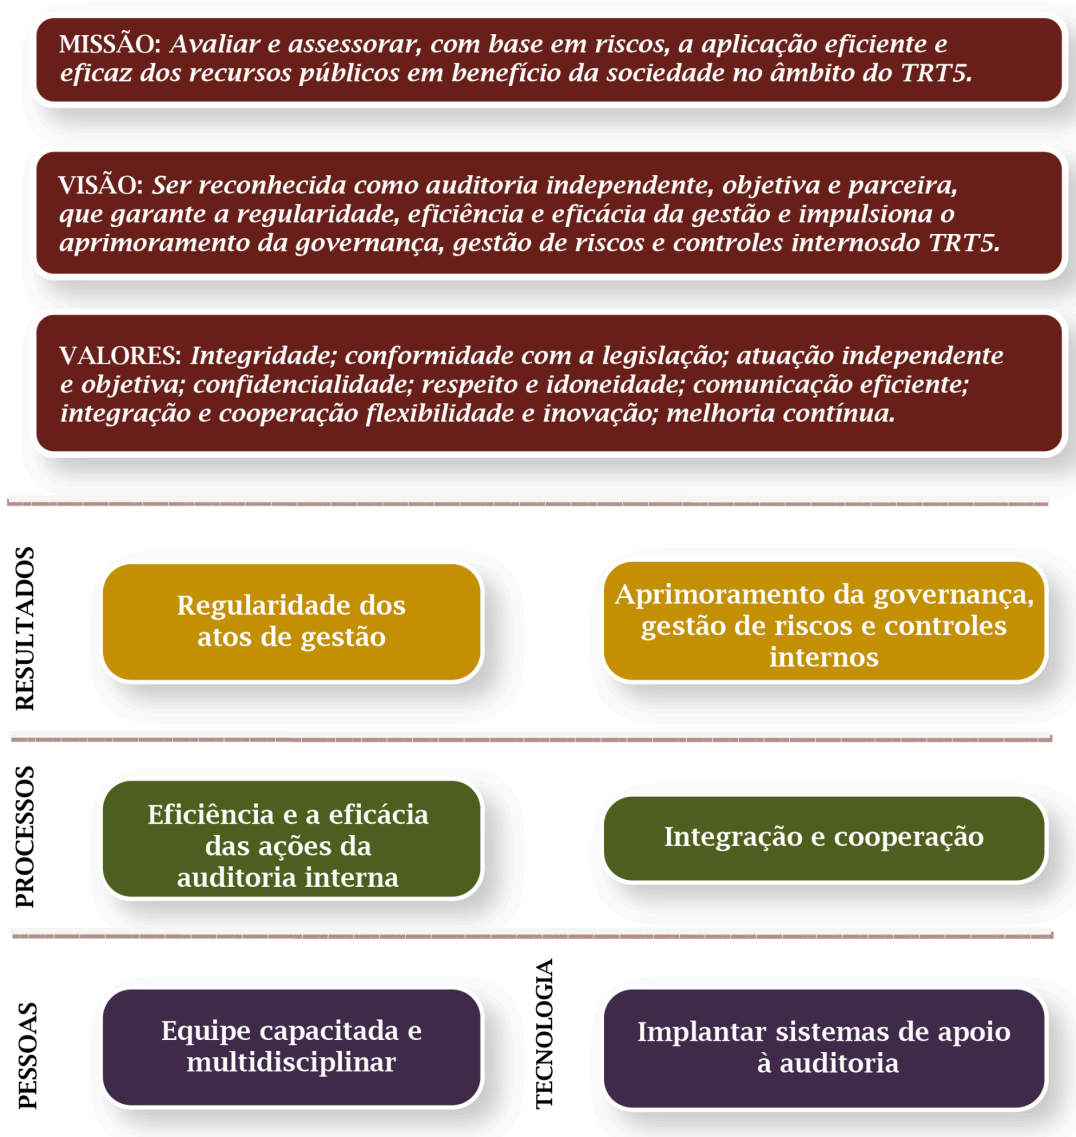 MISSÃO: Avaliar e assessorar, com base em riscos, a aplicação eficiente e
eficaz dos recursos públicos em benefício da sociedade no âmbito do TRT5.
VISÃO: Ser reconhecida como auditoria independente, objetiva e parceira,
que garante a regularidade, eficiência e eficácia da gestão e impulsiona o
aprimoramento da governança, gestão de riscos e controles internosdo TRT5.
VALORES: Integridade; conformidade com a legislação; atuação independente
e objetiva; confidencialidade; respeito e idoneidade; comunicação eficiente;
integração e cooperação flexibilidade e inovação; melhoria contínua.
RESULTADOS
Regularidade dos
atos de gestão
Aprimoramento da governança,
gestão de riscos e controles
internos
PROCESSOS
Eficiência e a eficácia
das ações da
auditoria interna
Integração e cooperação
PESSOAS
Equipe capacitada e
multidisciplinar
TECNOLOGIA
Implantar sistemas de apoio
à auditoria